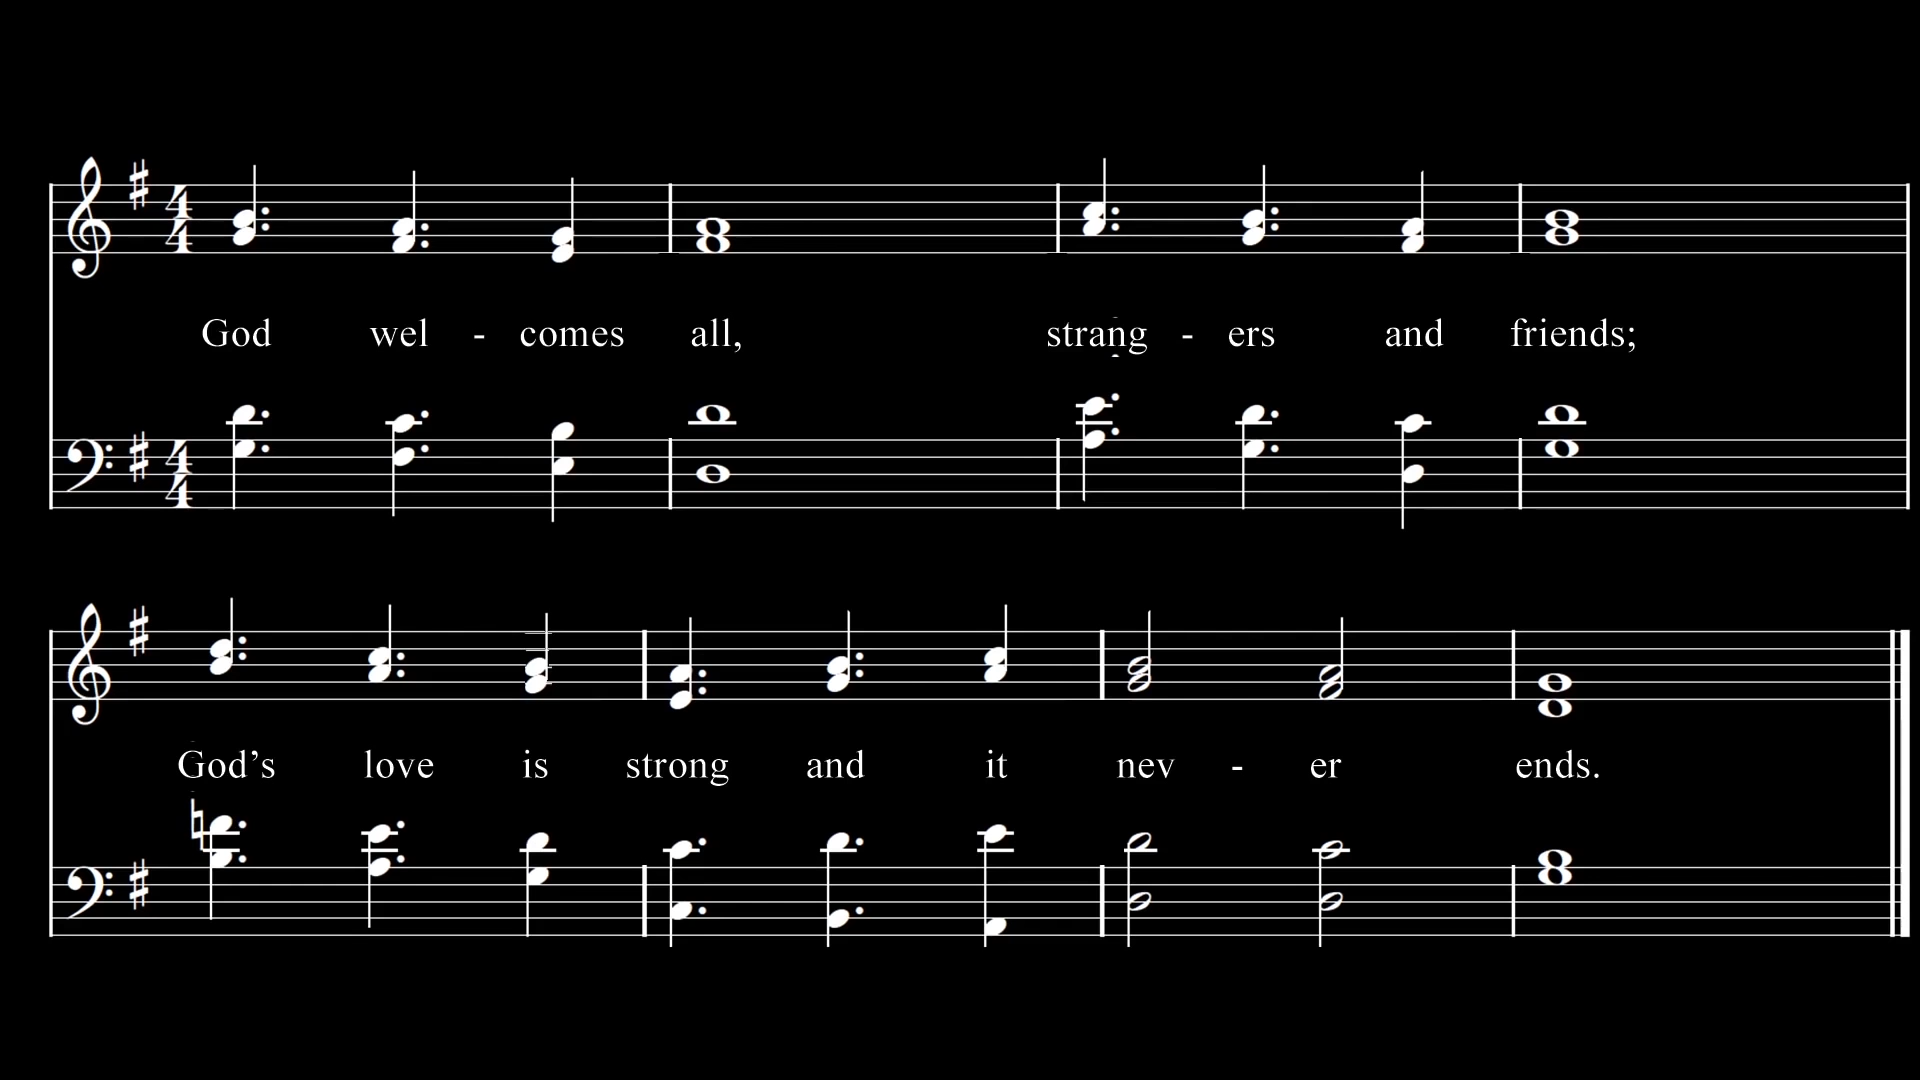 God wel - comes all, strang - ers and friends;
God’s love is strong and it nev - er ends.